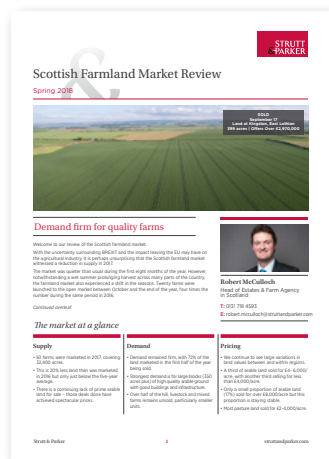 STRUTT
&PARKER
Scottish Farmland Market Review
Spring 2018
SOLD
September 17
Land at Kingston, East Lothian
399 acres | Offers Over £2,970,000
Demand firm for quality farms
Welcome to our review of the Scottish farmland market.
With the uncertainty surrounding BREXIT and the impact leaving the EU may have on
the agricultural industry, it is perhaps unsurprising that the Scottish farmland market
witnessed a reduction in supply in 2017.
The market was quieter than usual during the first eight months of the year. However,
notwithstanding a wet summer prolonging harvest across many parts of the country,
the farmland market also experienced a shift in the seasons. Twenty farms were
launched to the open market between October and the end of the year, four times the
number during the same period in 2016.
Continued overleaf
Robert McCulloch
Head of Estates & Farm Agency
in Scotland
T: 0131 718 4593
E: robert.mcculloch@struttandparker.com
The market at a glance
Supply
• farms were marketed in 2017, covering
32,400 acres.
• This is 20% less land than was marketed
in 2016 but only just below the five-year
average.
• There is a continuing lack of prime arable
land for sale – those deals done have
achieved spectacular prices.
Demand
• Demand remained firm, with 72% of the
land marketed in the first half of the year
being sold.
• Strongest demand is for large blocks (350
acres plus) of high quality arable ground
with good buildings and infrastructure.
• Over half of the hill, livestock and mixed
farms remain unsold, particularly smaller
units.
Pricing
• We continue to see large variations in
land values between and within regions.
• A third of arable land sold for £4-6,000/
acre, with another third selling for less
than £4,000/acre.
• Only a small proportion of arable land
(17%) sold for over £8,000/acre but this
proportion is staying stable.
• Most pasture land sold for £2-4,000/acre.
Strutt & Parker
1
struttandparker.com